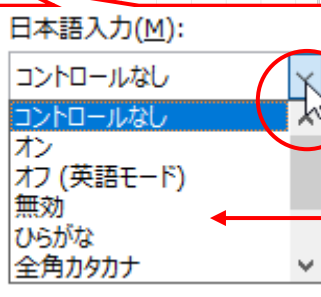 日本語入力(M):
コントロールなし
コントロールなし
オン
オフ (英語モード)
無効
ひらがな
全角カタカナ